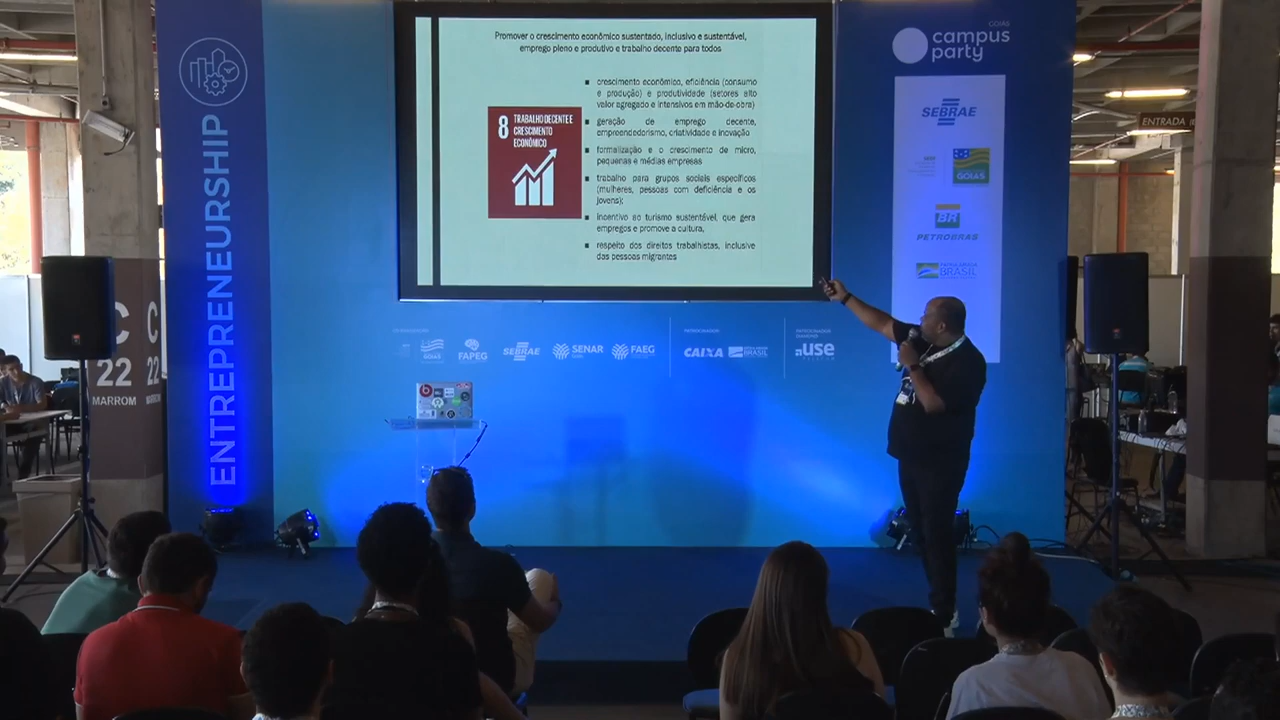 Promover o crescimento econômico sustentado, inclusivo e sustentável,
emprego pleno e produtivo e trabalho decente para todos
8 TRABALHO DECENTE E
CRESCIMENTO
ECONÔMICO
crescimento econômico, eficiência (consumo
e produção) e produtividade (setores alto
valor agregado e intensivos em mão-de-obra)
geração de emprego decente,
empreendedorismo, criatividade e inovação
formalização e o crescimento de micro,
pequenas e médias empresas
trabalho para grupos sociais específicos
(mulheres, pessoas com deficiência e os
jovens);
incentivo ao turismo sustentável, que gera
empregos e promove a cultura,
respeito dos direitos trabalhistas, inclusive
das pessoas migrantes
ENTREPRENEURSHIP
GOIÁS
campus
party
SEBRAE
GOIÁS
BR
PETROBRAS
BRASIL
ENTRADA
C
22
MARROM
C
22
FAPEG
SEBRAE
SENAR
FAEG
CAIXA
BRASIL
.use